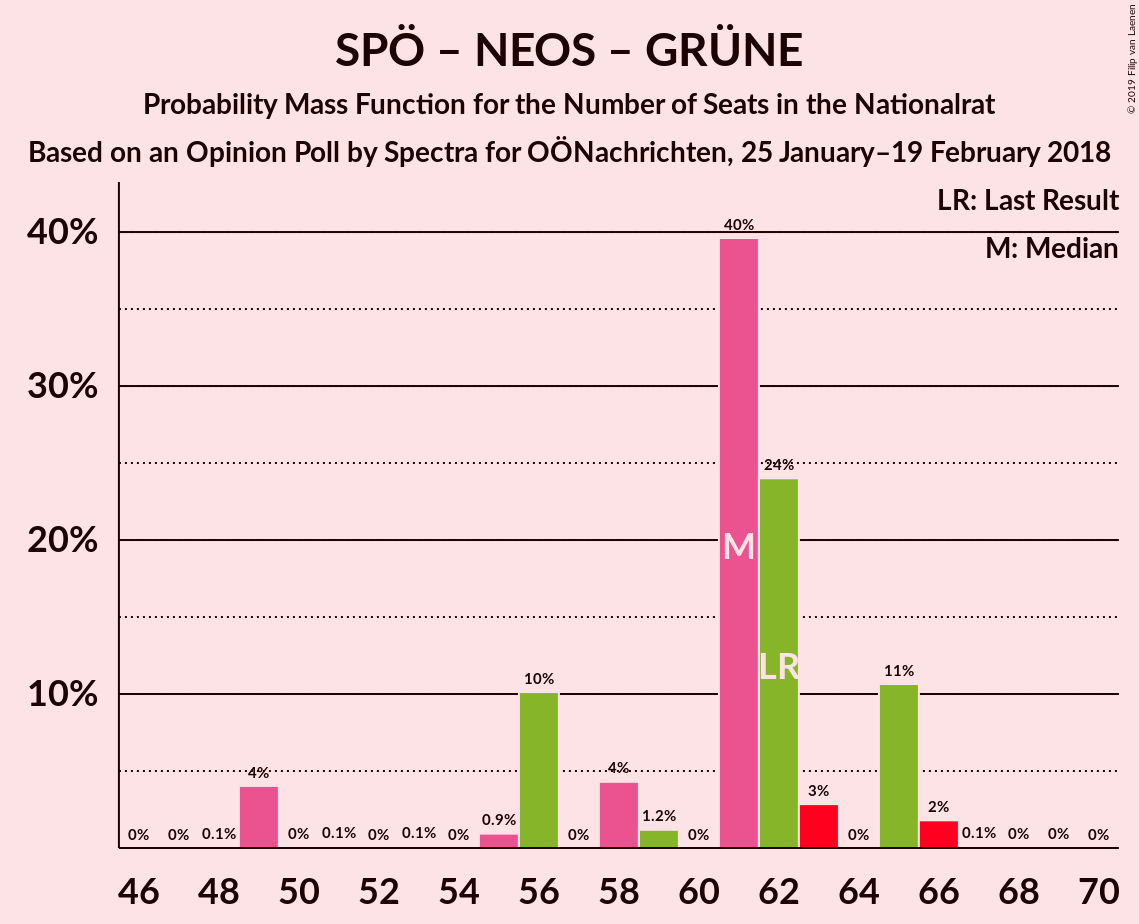 SPÖ – NEOS – GRÜNE
Probability Mass Function for the Number of Seats in the Nationalrat
Based on an Opinion Poll by Spectra for OÖNachrichten, 25 January–19 February 2018
© 2019 Filip van Laenen
LR: Last Result
M: Median
40%
30%
20%
10%
0% 0% 0.1% 4% 0% 0.1% 0% 0.1% 0% 0.9% 10% 0% 4% 1.2% 0% 40% 24% 3% 0% 11% 2% 0.1% 0% 0% 0%
M
LR
46 48 50 52 54 56 58 60 62 64 66 68 70